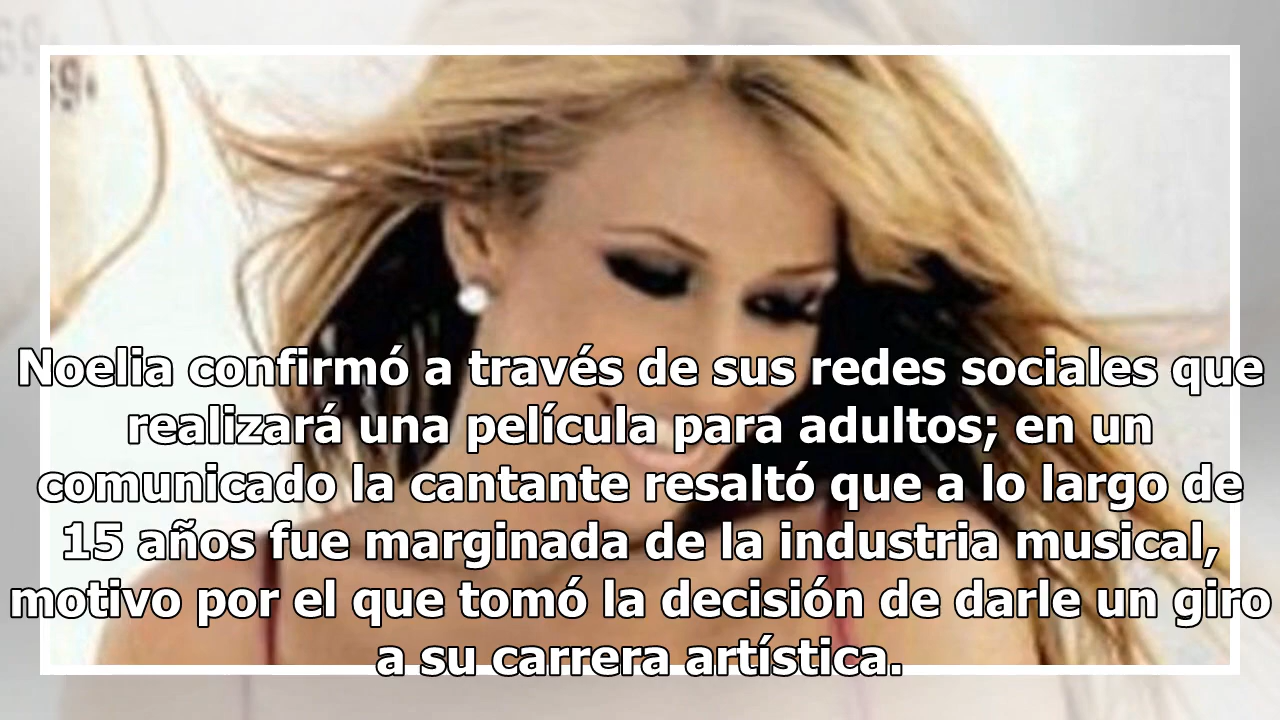 69.
Noelia confirmó a través de sus redes sociales que
realizará una película para adultos; en un
comunicado la cantante resaltó que a lo largo de
15 años fue marginada de la industria musical,
motivo por el que tomó la decisión de darle un giro
a su carrera artística.